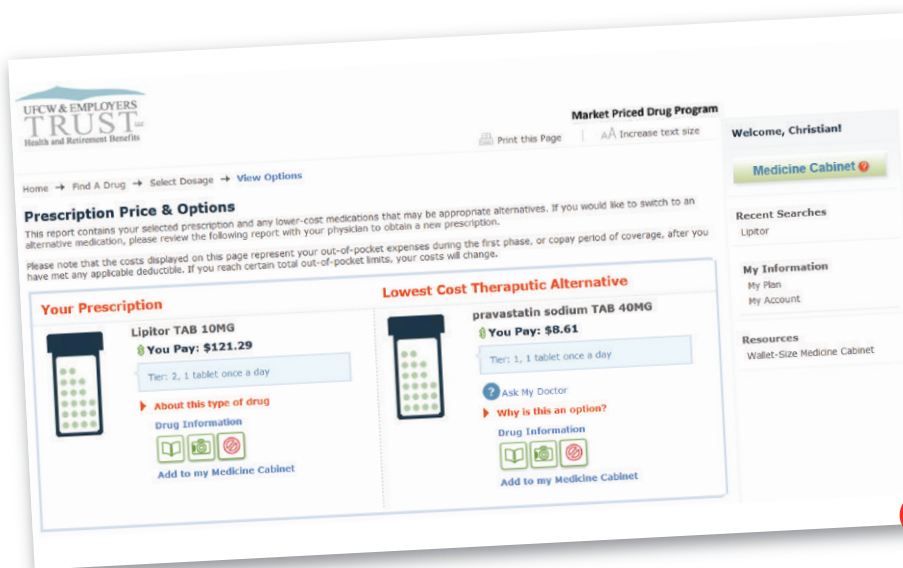 UFCW & EMPLOYERS
TRUST LLC
Health and Retirement Benefits
Market Priced Drug Program
Print this Page | AA Increase text size
Home → Find A Drug → Select Dosage → View Options
Prescription Price & Options
This report contains your selected prescription and any lower-cost medications that may be appropriate alternatives. If you would like to switch to an
alternative medication, please review the following report with your physician to obtain a new prescription.
Please note that the costs displayed on this page represent your out-of-pocket expenses during the first phase, or copay period of coverage, after you
have met any applicable deductible. If you reach certain total out-of-pocket limits, your costs will change.
Your Prescription
Lipitor TAB 10MG
You Pay: $121.29
Tier: 2, 1 tablet once a day
About this type of drug
Drug Information
Add to my Medicine Cabinet
Lowest Cost Theraputic Alternative
pravastatin sodium TAB 40MG
You Pay: $8.61
Tier: 1, 1 tablet once a day
? Ask My Doctor
Why is this an option?
Drug Information
Add to my Medicine Cabinet
Welcome, Christian!
Medicine Cabinet ?
Recent Searches
Lipitor
My Information
My Plan
My Account
Resources
Wallet-Size Medicine Cabinet